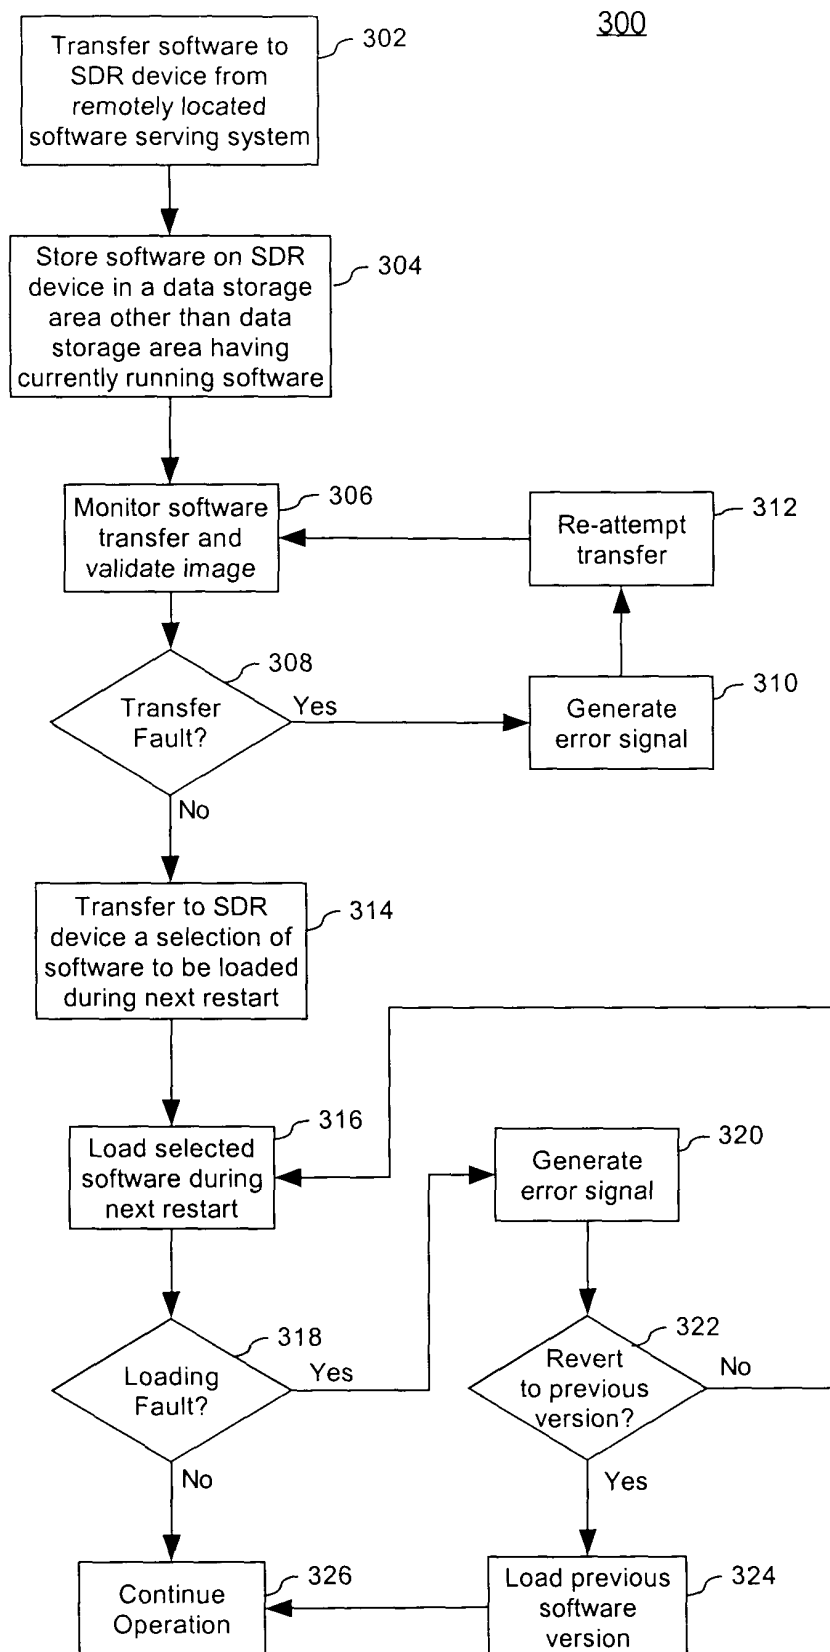 300
Transfer software to
SDR device from
remotely located
software serving system
302
Store software on SDR
device in a data storage
area other than data
storage area having
currently running software
304
Monitor software
transfer and
validate image
306
Re-attempt
transfer
312
Transfer
Fault?
308
Yes
Generate
error signal
310
No
Transfer to SDR
device a selection of
software to be loaded
during next restart
314
Load selected
software during
next restart
316
Generate
error signal
320
Loading
Fault?
318
Yes
Revert
to previous
version?
322
No
No
Yes
Continue
Operation
326
Load previous
software
version
324